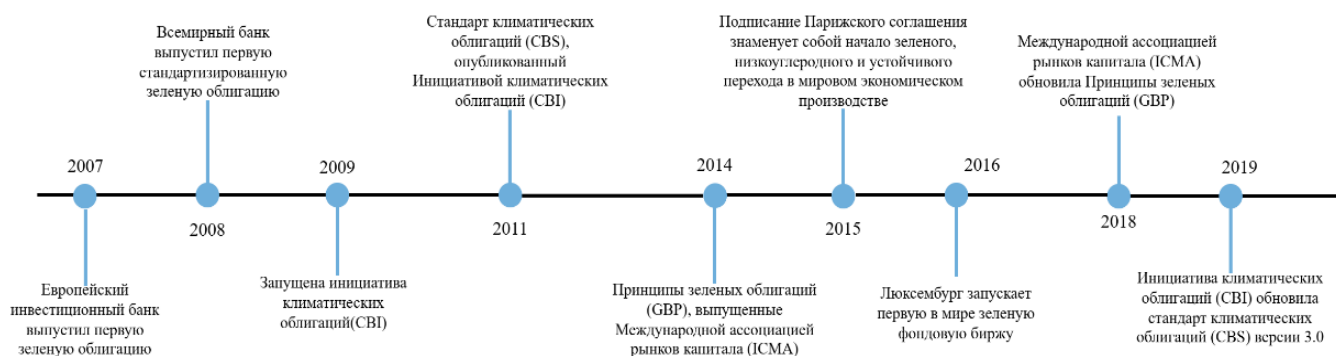 Всемирный банк
выпустил первую
стандартизированную
зеленую облигацию
Стандарт климатических
облигаций (CBS),
опубликованный
Инициативой климатических
облигаций (CBI)
Подписание Парижского соглашения
знаменует собой начало зеленого,
низкоуглеродного и устойчивого
перехода в мировом экономическом
производстве
Международной ассоциацией
рынков капитала (ICMA)
обновила Принципы зеленых
облигаций (GBP)
2007
2009
2014
2016
2019
2008
2011
2015
2018
Европейский
инвестиционный банк
выпустил первую
зеленую облигацию
Запущена инициатива
климатических
облигаций(CBI)
Принципы зеленых облигаций
(GBP), выпущенные
Международной ассоциацией
рынков капитала (ICMA)
Люксембург запускает
первую в мире зеленую
фондовую биржу
Инициатива климатических
облигаций (CBI) обновила
стандарт климатических
облигаций (CBS) версии 3.0